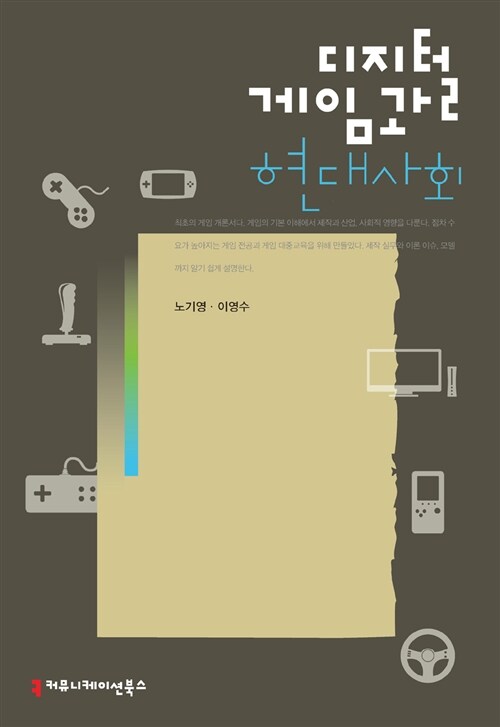 디지털
게임과
현대사회
최초의 게임 개론서다. 게임의 기본 이해에서 제작과 산업, 사회적 영향을 다룬다. 점차 수
요가 높아지는 게임 전공과 게임 대중교육을 위해 만들었다. 제작 실무와 이론 이슈, 모델
까지 알기 쉽게 설명한다.
노기영 · 이영수
커뮤니케이션북스